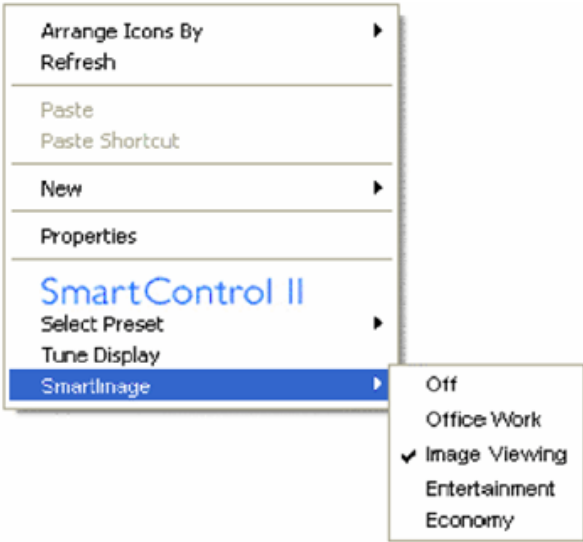 Arrange Icons By
Refresh
Paste
Paste Shortcut
New
Properties
SmartControl II
Select Preset
Tune Display
SmartImage
Off
Office Work
Image Viewing
Entertainment
Economy